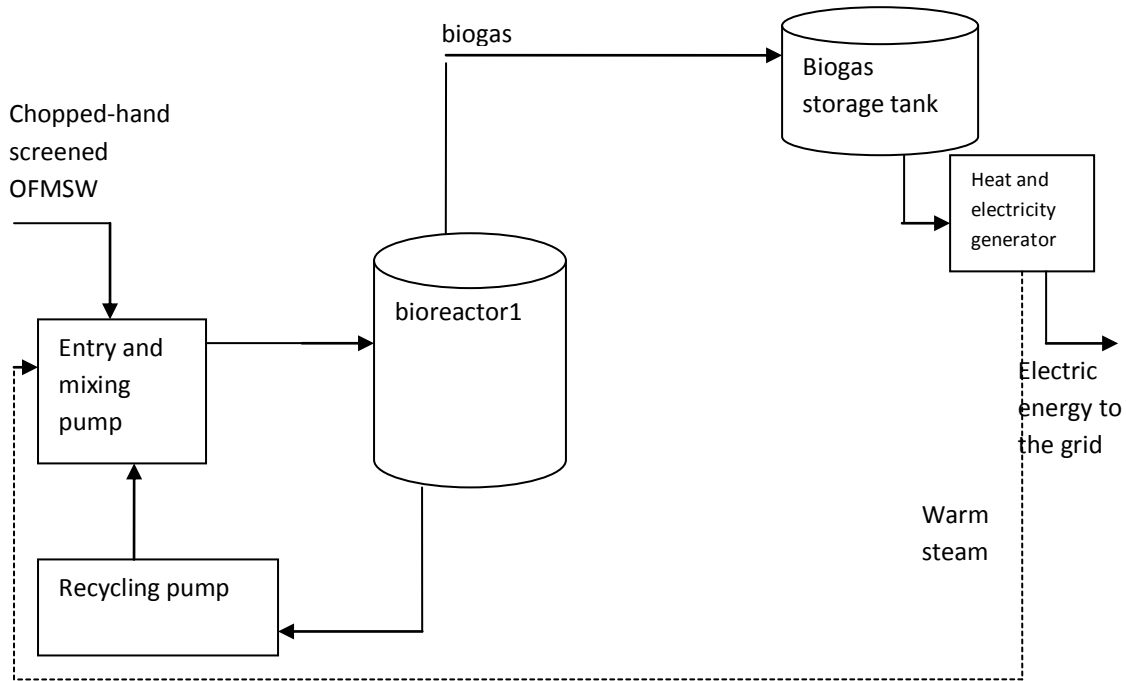 biogas
Biogas
storage tank
Chopped-hand
screened
OFMSW
Heat and
electricity
generator
bioreactor1
Entry and
mixing
pump
Electric
energy to
the grid
Warm
steam
Recycling pump